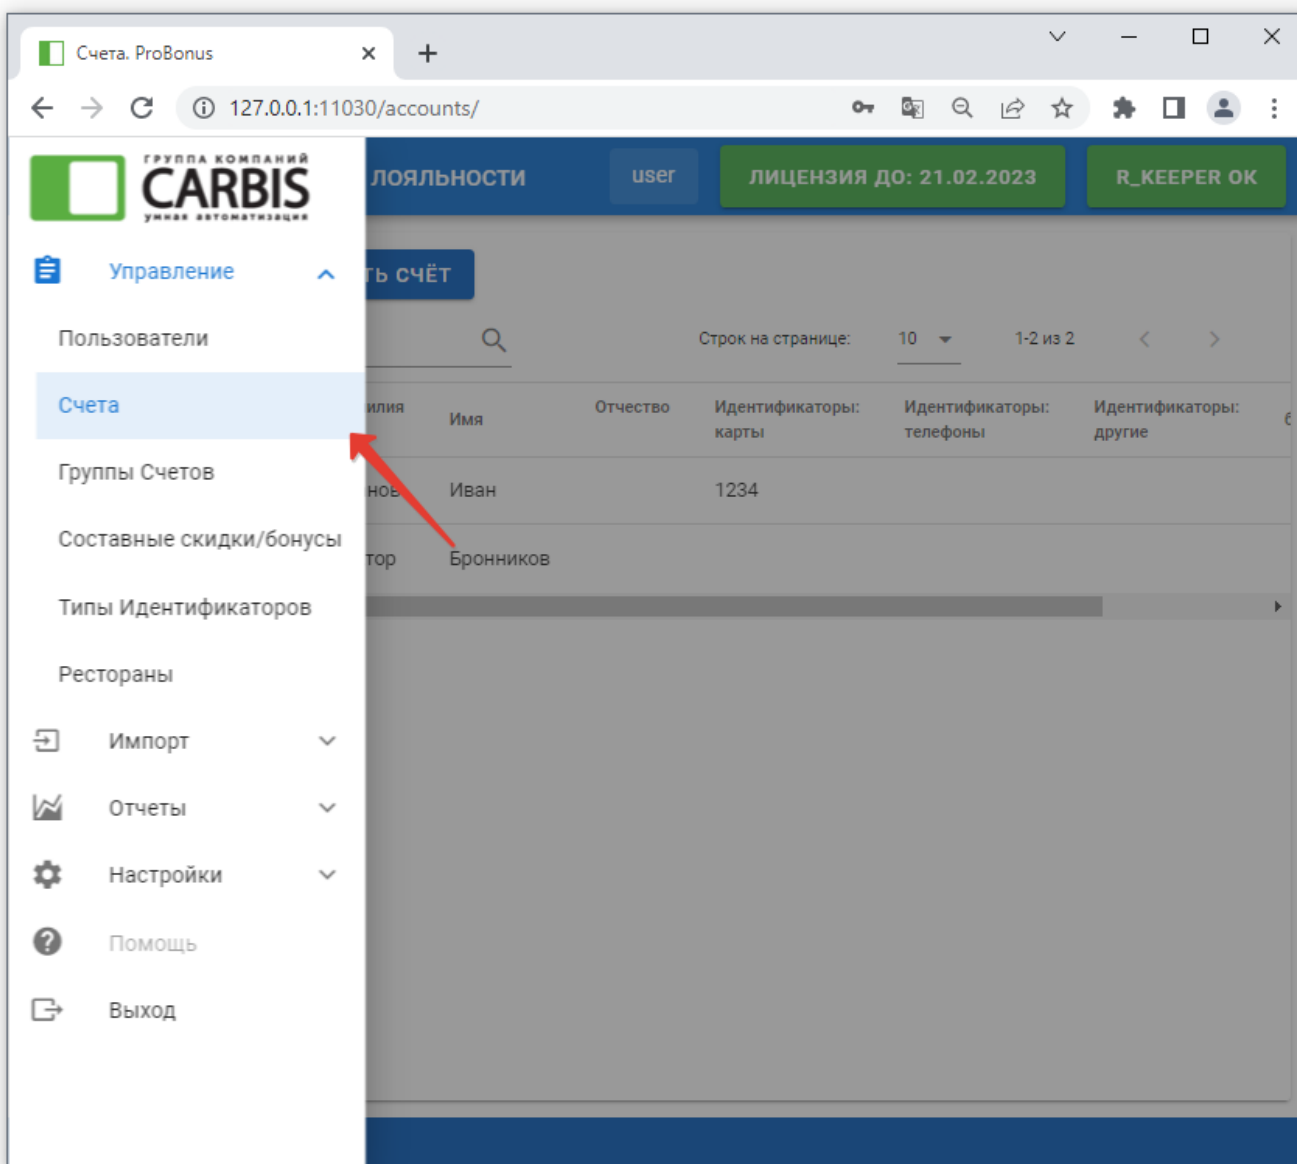 Счета. ProBonus
127.0.0.1:11030/accounts/
ГРУППА КОМПАНИЙ
CARBIS
умная автоматизация
ЛОЯЛЬНОСТИ
user
ЛИЦЕНЗИЯ ДО: 21.02.2023
R_KEEPER OK
Управление
Пользователи
Счета
Группы Счетов
Составные скидки/бонусы
Типы Идентификаторов
Рестораны
Импорт
Отчеты
Настройки
Помощь
Выход
ТЬ СЧЁТ
Строк на странице:
10
1-2 из 2
илия
Имя
Отчество
Идентификаторы:
карты
Идентификаторы:
телефоны
Идентификаторы:
другие
нов
Иван
1234
тор
Бронников